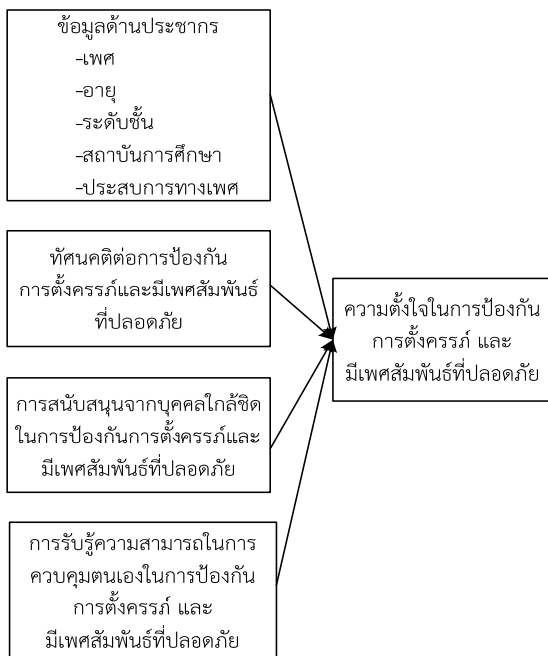 ข้อมูลด้านประชากร
-เพศ
-อายุ
-ระดับชั้น
-สถาบันการศึกษา
-ประสบการทางเพศ
ทัศนคติต่อการป้องกัน
การตั้งครรภ์และมีเพศสัมพันธ์
ที่ปลอดภัย
การสนับสนุนจากบุคคลใกล้ชิด
ในการป้องกันการตั้งครรภ์และ
มีเพศสัมพันธ์ที่ปลอดภัย
การรับรู้ความสามารถในการ
ควบคุมตนเองในการป้องกัน
การตั้งครรภ์ และ
มีเพศสัมพันธ์ที่ปลอดภัย
ความตั้งใจในการป้องกัน
การตั้งครรภ์ และ
มีเพศสัมพันธ์ที่ปลอดภัย